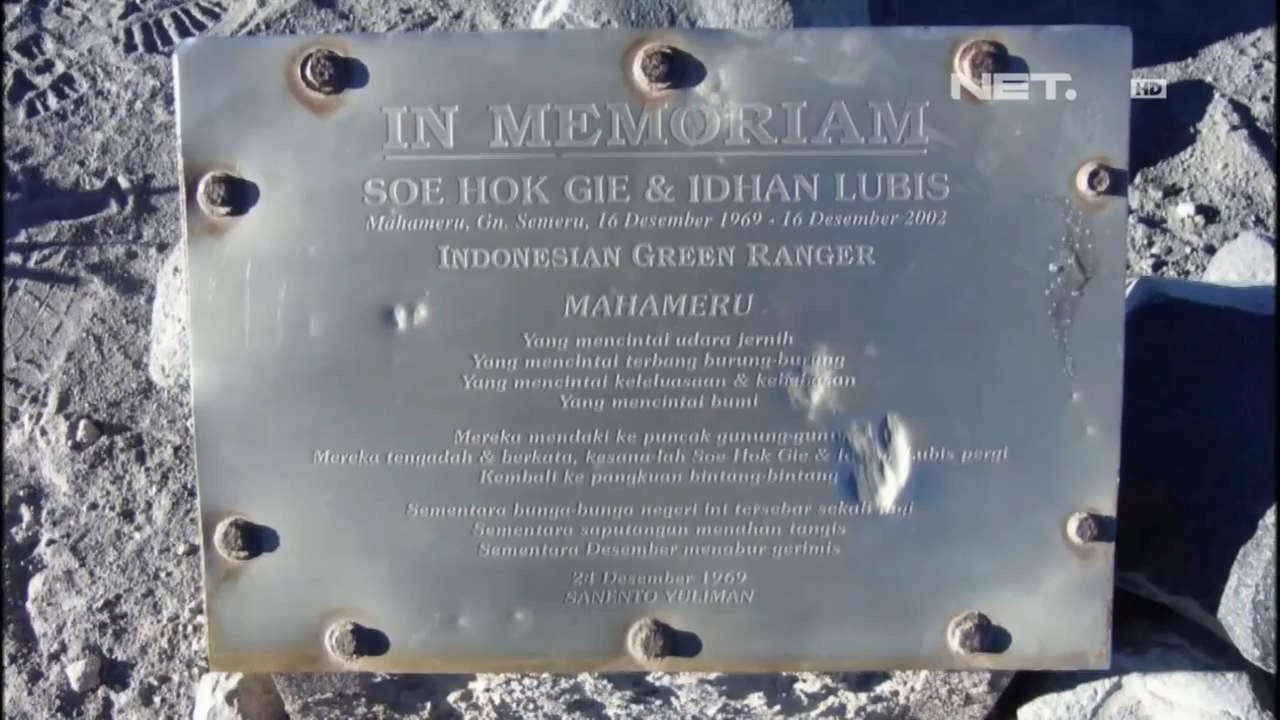 NET. HD
IN MEMORIAM
SOE HOK GIE & IDHAN LUBIS
Mahameru, Gn. Semeru, 16 Desember 1969 - 16 Desember 2002
INDONESIAN GREEN RANGER
MAHAMERU
Yang mencintai udara jernih
Yang mencintai terbang burung-burung
Yang mencintai keleluasaan & kebebasan
Yang mencintai bumi
Mereka mendaki ke puncak gunung-gunung
Mereka tengadah & berkata, kesana-lah Soe Hok Gie & Lubis pergi
Kembali ke pangkuan bintang-bintang
Sementara bunga-bunga negeri ini tersebar sekali lagi
Sementara saputangan menahan tangis
Sementara Desember menabur gerimis
24 Desember 1969
SANENTO YULIMAN